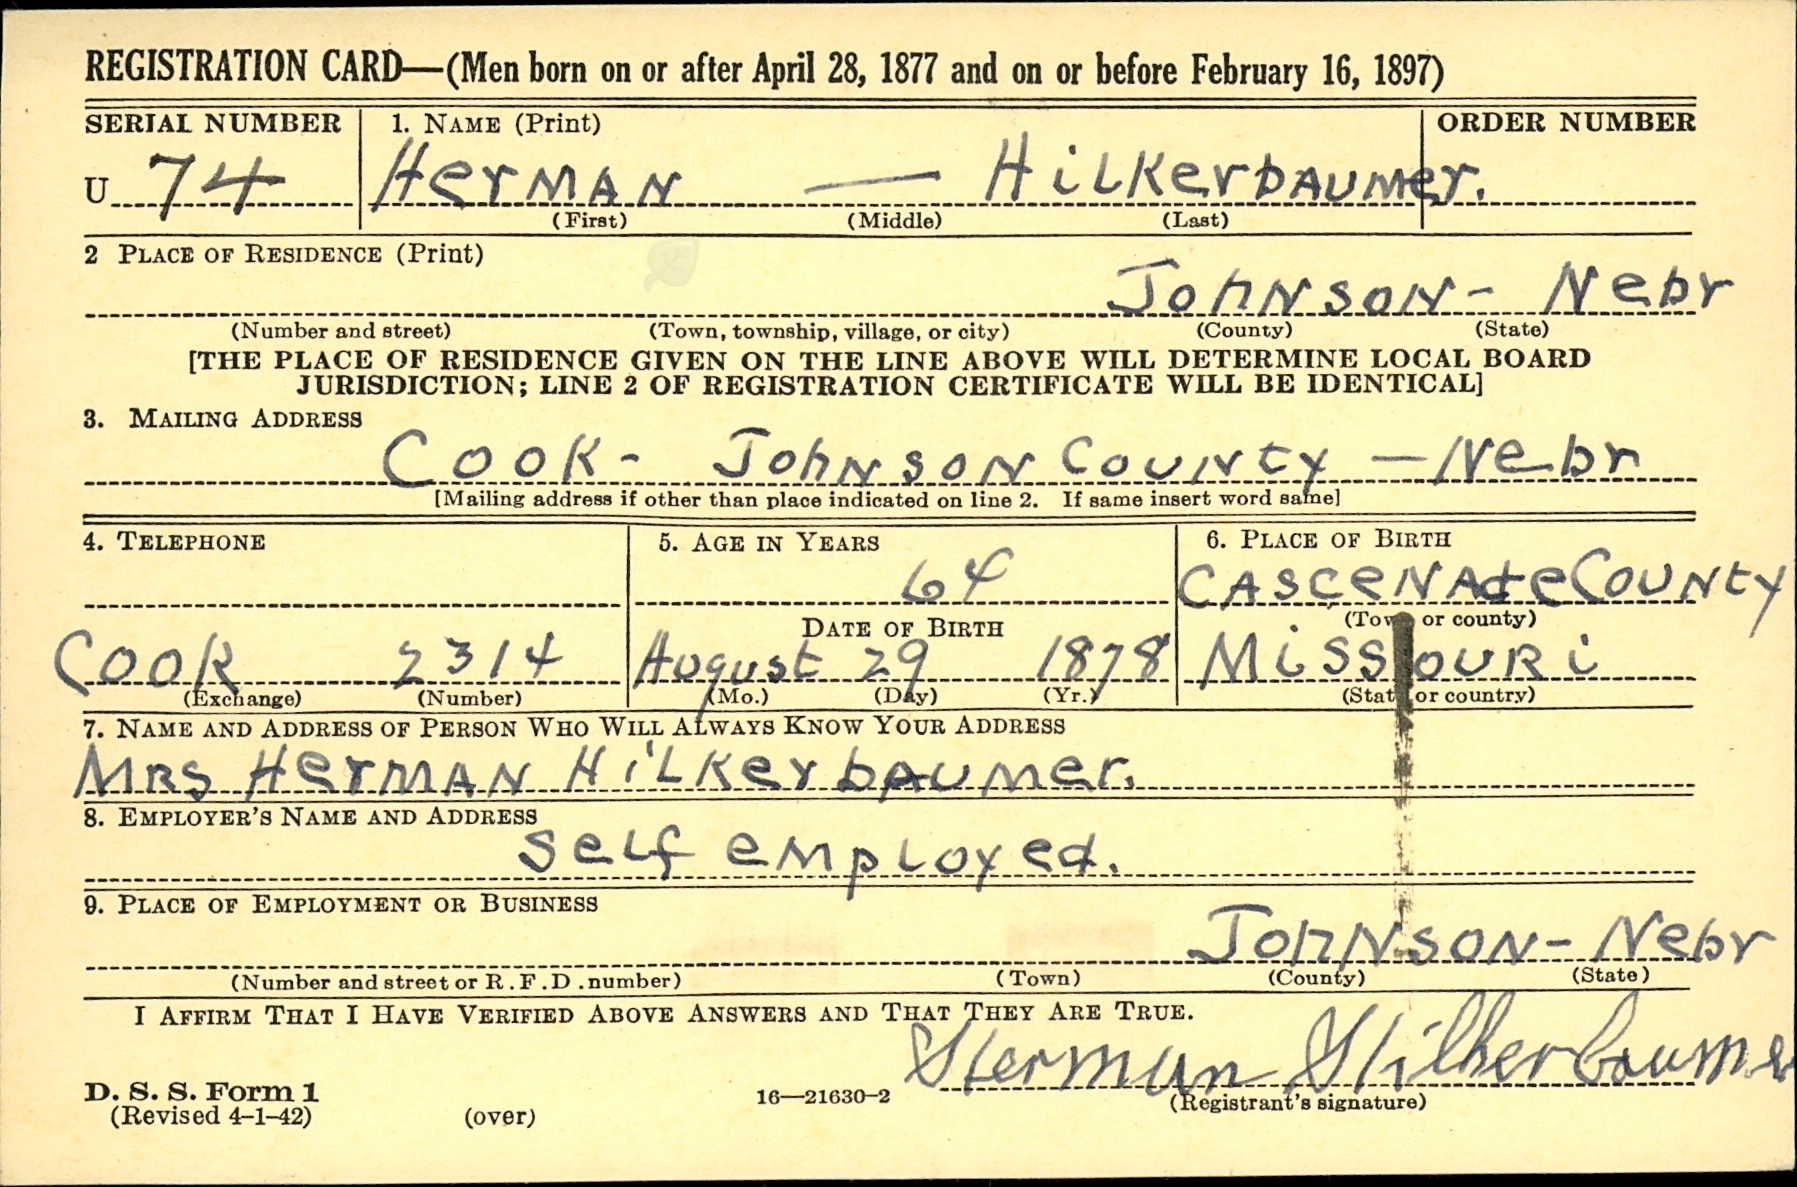 REGISTRATION CARD—(Men born on or after April 28, 1877 and on or before February 16, 1897)
SERIAL NUMBER 1. NAME (Print) ORDER NUMBER
U 74 Herman — Hilkerbaumer.
(First) (Middle) (Last)
2 PLACE OF RESIDENCE (Print)
Johnson - Nebr
(Number and street) (Town, township, village, or city) (County) (State)
[THE PLACE OF RESIDENCE GIVEN ON THE LINE ABOVE WILL DETERMINE LOCAL BOARD
JURISDICTION; LINE 2 OF REGISTRATION CERTIFICATE WILL BE IDENTICAL]
3. MAILING ADDRESS
Cook - Johnson County - Nebr
[Mailing address if other than place indicated on line 2. If same insert word same]
4. TELEPHONE 5. AGE IN YEARS 6. PLACE OF BIRTH
64 Cascenade County
DATE OF BIRTH (Town or county)
Cook 2314 August 29 1878 Missouri
(Exchange) (Number) (Mo.) (Day) (Yr.) (State or country)
7. NAME AND ADDRESS OF PERSON WHO WILL ALWAYS KNOW YOUR ADDRESS
Mrs Herman Hilkerbaumer.
8. EMPLOYER'S NAME AND ADDRESS
Self employed.
9. PLACE OF EMPLOYMENT OR BUSINESS
Johnson - Nebr
(Number and street or R.F.D. number) (Town) (County) (State)
I AFFIRM THAT I HAVE VERIFIED ABOVE ANSWERS AND THAT THEY ARE TRUE.
Herman Hilkerbaumer
D. S. S. Form 1
(Revised 4-1-42) (over) 16—21630-2 (Registrant's signature)